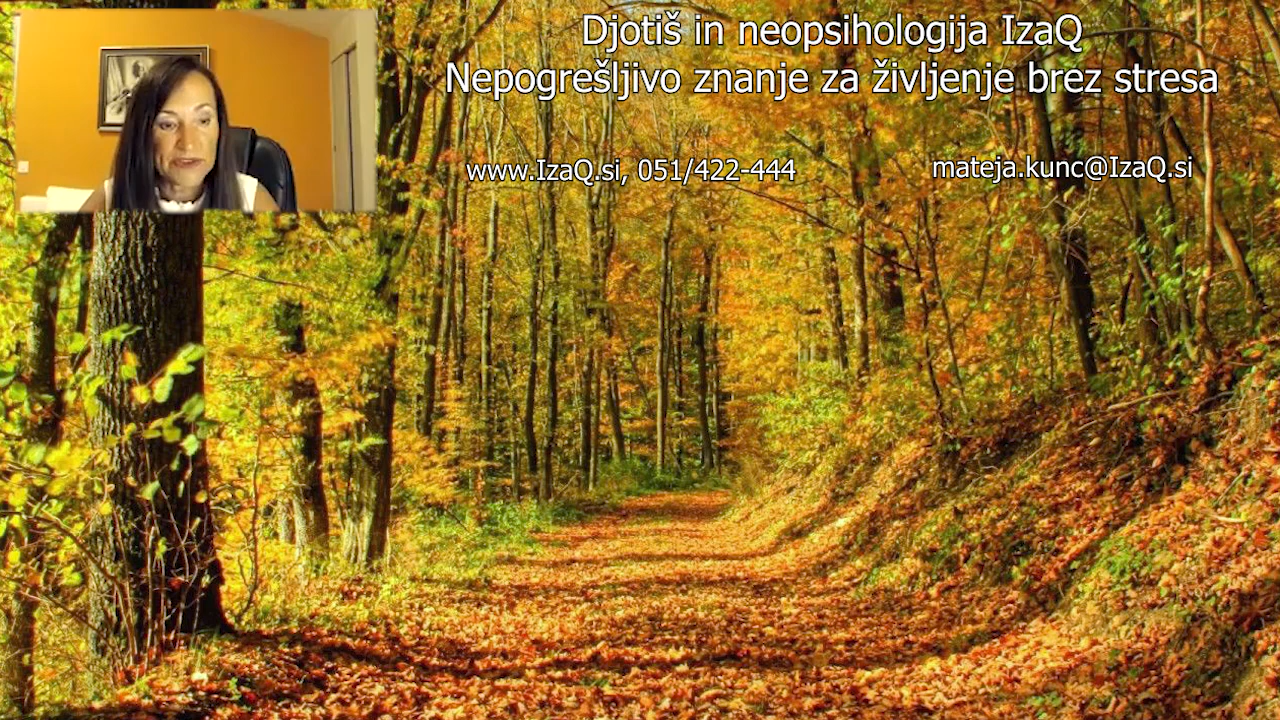 Djotiš in neopsihologija IzaQ
Nepogrešljivo znanje za življenje brez stresa
www.IzaQ.si, 051/422-444
mateja.kunc@IzaQ.si